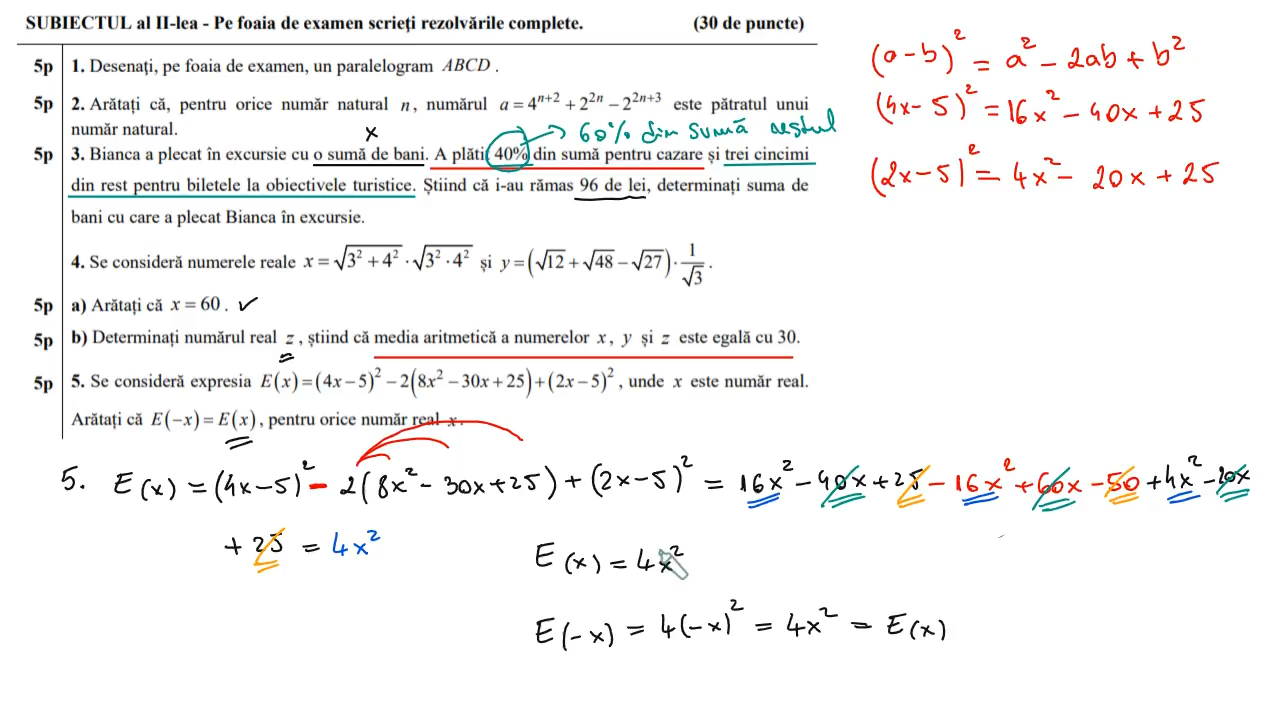 SUBIECTUL al II-lea - Pe foaia de examen scrieți rezolvările complete. (30 de puncte)
5p 1. Desenați, pe foaia de examen, un paralelogram ABCD .
5p 2. Arătați că, pentru orice număr natural n, numărul a = 4^{n+2} + 2^{2n} − 2^{2n+3} este pătratul unui
număr natural.
x
→ 60% din sumă restul
5p 3. Bianca a plecat în excursie cu o sumă de bani. A plătit 40% din sumă pentru cazare și trei cincimi
din rest pentru biletele la obiectivele turistice. Știind că i-au rămas 96 de lei, determinați suma de
bani cu care a plecat Bianca în excursie.
4. Se consideră numerele reale x = √(3² + 4²) · √(3² · 4²) și y = (√12 + √48 − √27) · 1/√3 .
5p a) Arătați că x = 60 . ✓
5p b) Determinați numărul real z, știind că media aritmetică a numerelor x, y și z este egală cu 30.
5p 5. Se consideră expresia E(x) = (4x − 5)² − 2(8x² − 30x + 25) + (2x − 5)², unde x este număr real.
Arătați că E(−x) = E(x), pentru orice număr real x.
(a − b)² = a² − 2ab + b²
(4x − 5)² = 16x² − 40x + 25
(2x − 5)² = 4x² − 20x + 25
5. E(x) = (4x − 5)² − 2(8x² − 30x + 25) + (2x − 5)² = 16x² − 40x + 25 − 16x² + 60x − 50 + 4x² − 20x
+ 25 = 4x²
E(x) = 4x²
E(−x) = 4(−x)² = 4x² = E(x)